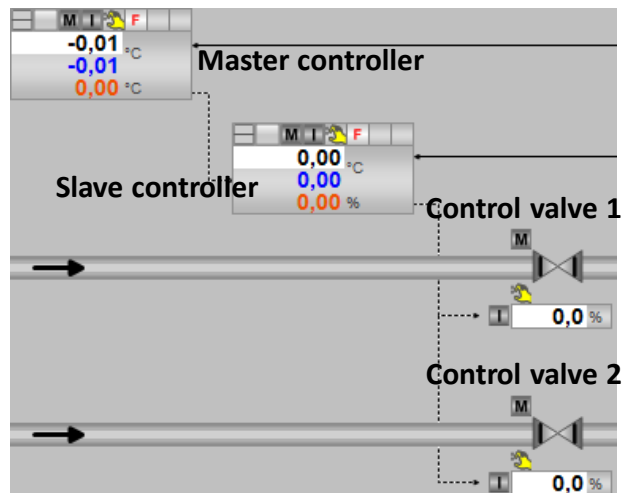 M I F
-0,01 °C
-0,01
0,00 °C
Master controller
M I F
0,00 °C
0,00
0,00 %
Slave controller
Control valve 1
M
I 0,0 %
Control valve 2
M
I 0,0 %